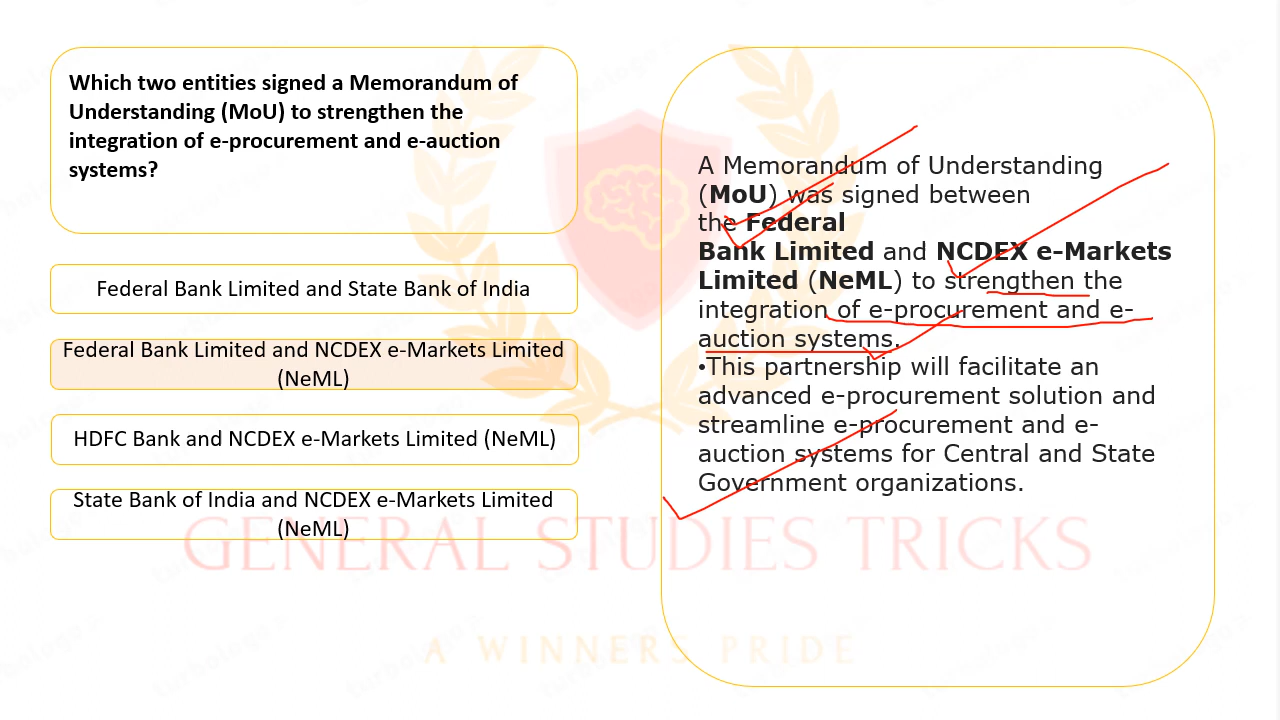 Which two entities signed a Memorandum of
Understanding (MoU) to strengthen the
integration of e-procurement and e-auction
systems?
Federal Bank Limited and State Bank of India
Federal Bank Limited and NCDEX e-Markets Limited
(NeML)
HDFC Bank and NCDEX e-Markets Limited (NeML)
State Bank of India and NCDEX e-Markets Limited
(NeML)
A Memorandum of Understanding
(MoU) was signed between
the Federal
Bank Limited and NCDEX e-Markets
Limited (NeML) to strengthen the
integration of e-procurement and e-
auction systems.
•This partnership will facilitate an
advanced e-procurement solution and
streamline e-procurement and e-
auction systems for Central and State
Government organizations.
GENERAL STUDIES TRICKS
A WINNERS PRIDE